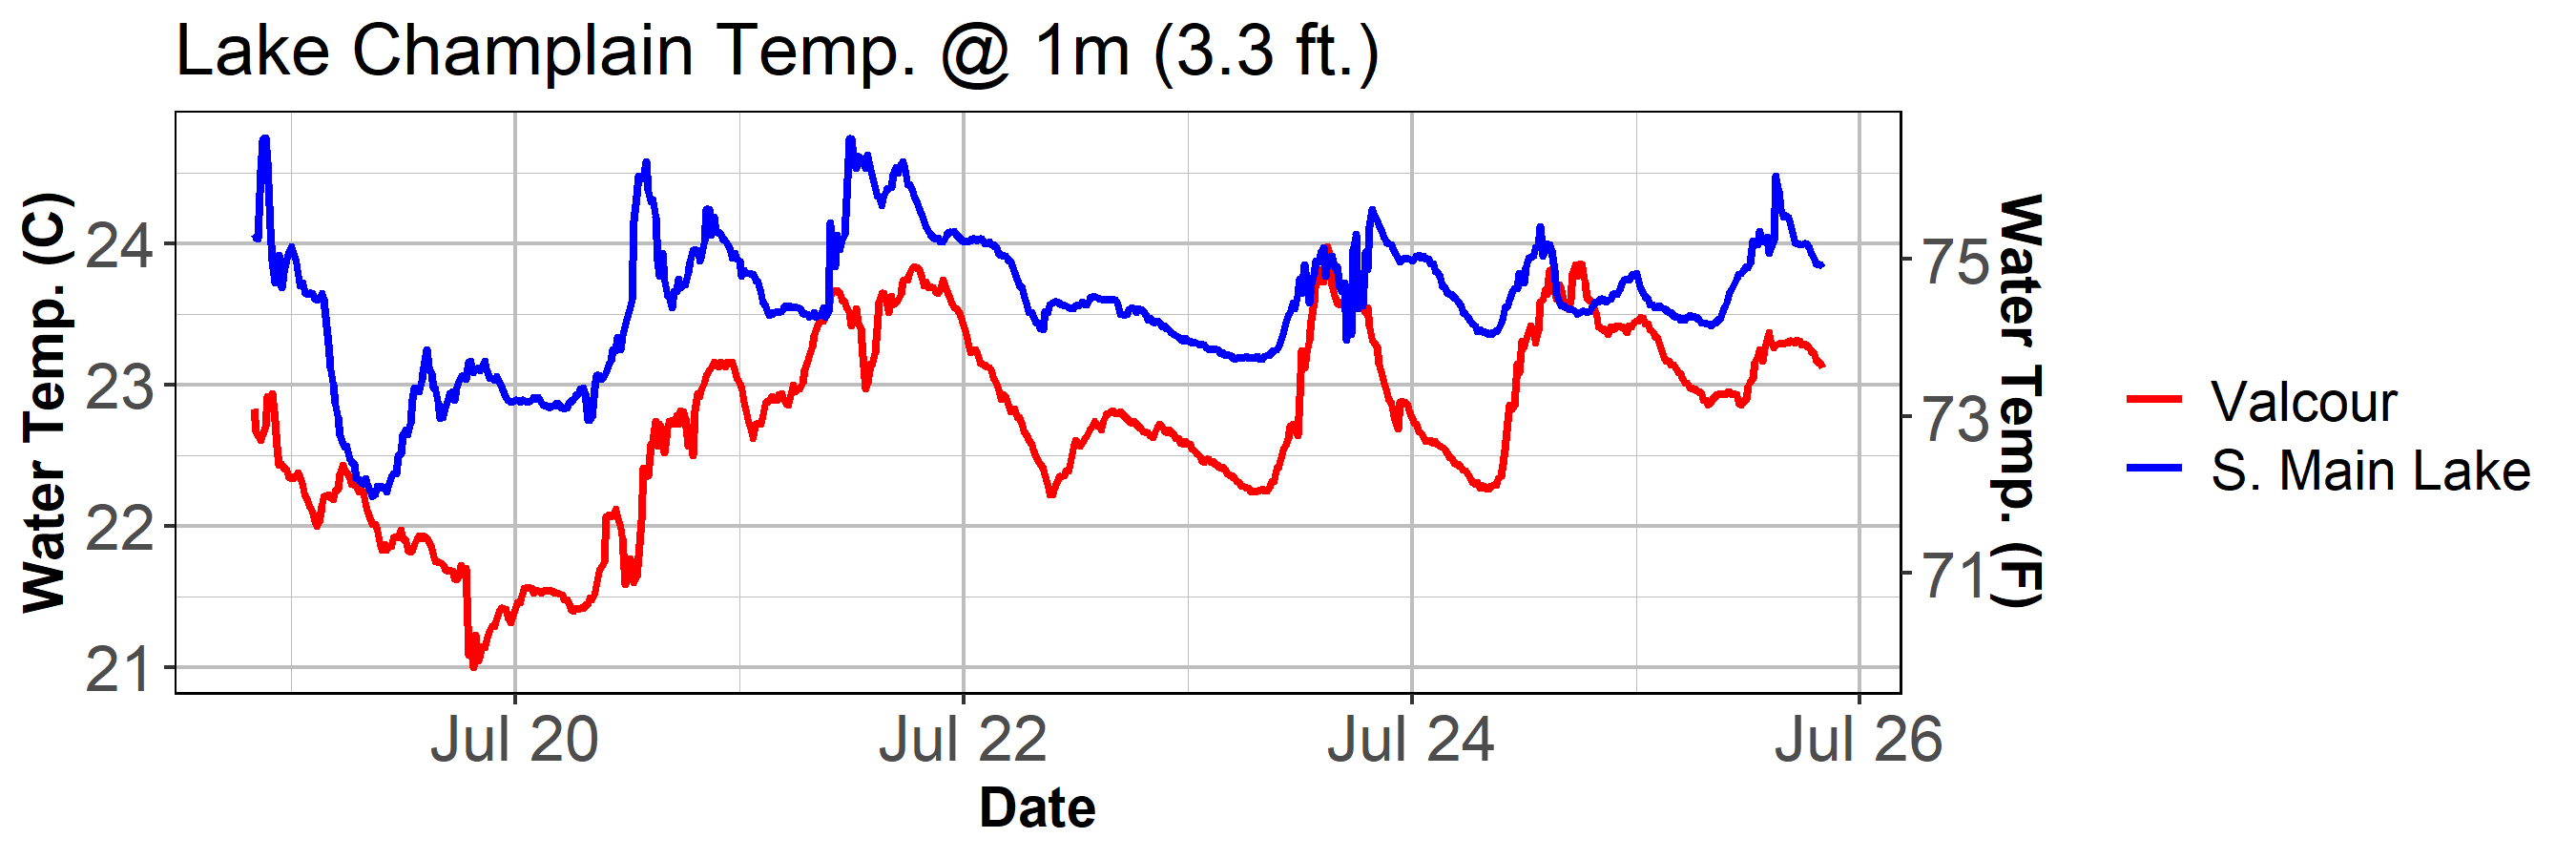 Lake Champlain Temp. @ 1m (3.3 ft.)
Water Temp. (C)
24
23
22
21
75
73
71
Water Temp. (F)
Jul 20
Jul 22
Jul 24
Jul 26
Date
Valcour
S. Main Lake